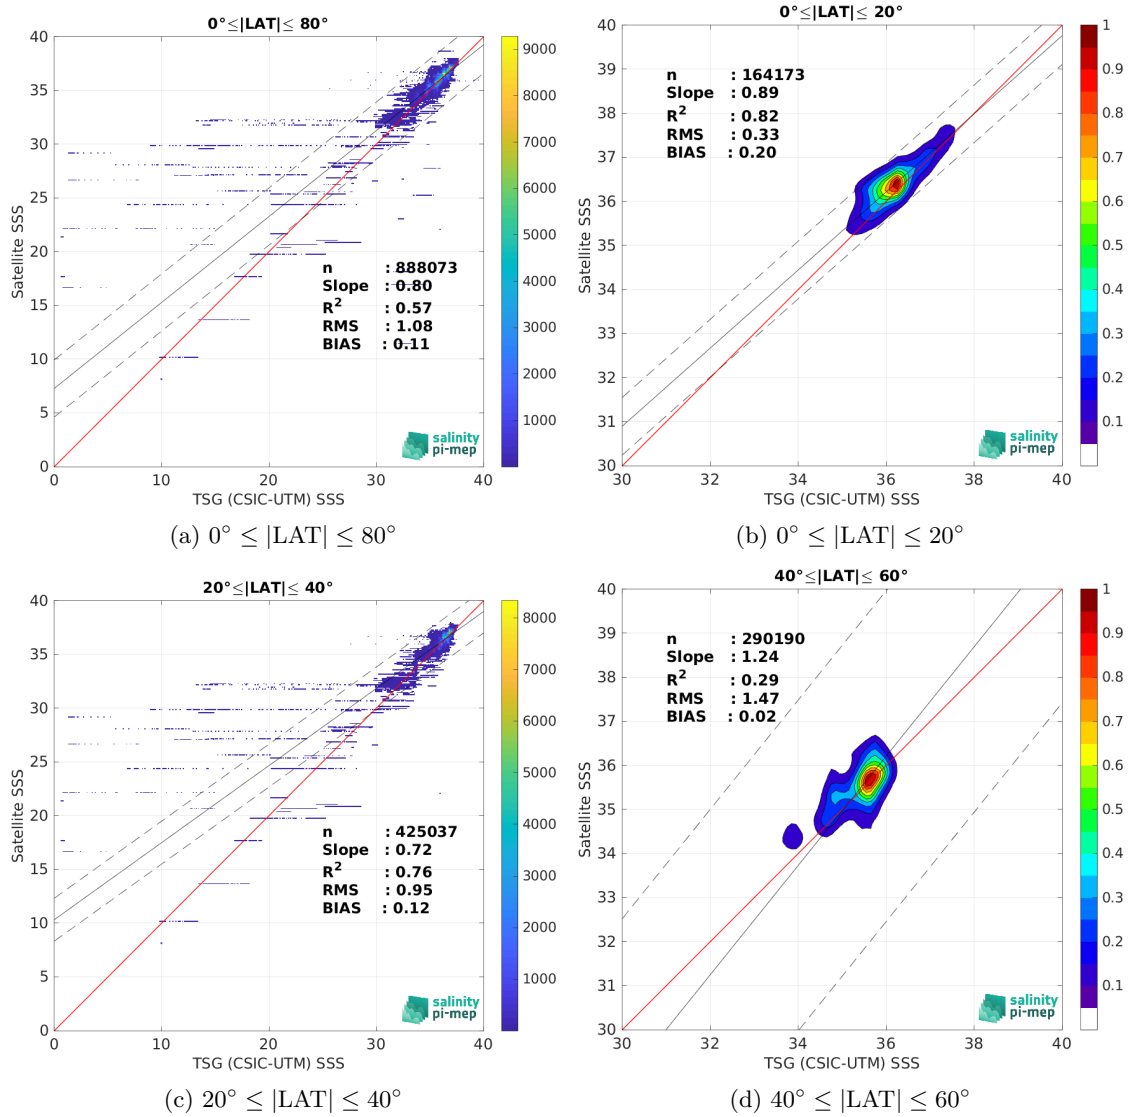 0°≤|LAT|≤ 80°
40
35
30
25
20
15
10
5
0
Satellite SSS
n : 888073
Slope : 0.80
R² : 0.57
RMS : 1.08
BIAS : 0.11
salinity
pi-mep
0 10 20 30 40
TSG (CSIC-UTM) SSS
9000
8000
7000
6000
5000
4000
3000
2000
1000
(a) 0° ≤ |LAT| ≤ 80°
0°≤|LAT|≤ 20°
40
39
38
37
36
35
34
33
32
31
30
Satellite SSS
n : 164173
Slope : 0.89
R² : 0.82
RMS : 0.33
BIAS : 0.20
salinity
pi-mep
30 32 34 36 38 40
TSG (CSIC-UTM) SSS
1
0.9
0.8
0.7
0.6
0.5
0.4
0.3
0.2
0.1
(b) 0° ≤ |LAT| ≤ 20°
20°≤|LAT|≤ 40°
40
35
30
25
20
15
10
5
0
Satellite SSS
n : 425037
Slope : 0.72
R² : 0.76
RMS : 0.95
BIAS : 0.12
salinity
pi-mep
0 10 20 30 40
TSG (CSIC-UTM) SSS
8000
7000
6000
5000
4000
3000
2000
1000
(c) 20° ≤ |LAT| ≤ 40°
40°≤|LAT|≤ 60°
40
39
38
37
36
35
34
33
32
31
30
Satellite SSS
n : 290190
Slope : 1.24
R² : 0.29
RMS : 1.47
BIAS : 0.02
salinity
pi-mep
30 32 34 36 38 40
TSG (CSIC-UTM) SSS
1
0.9
0.8
0.7
0.6
0.5
0.4
0.3
0.2
0.1
(d) 40° ≤ |LAT| ≤ 60°